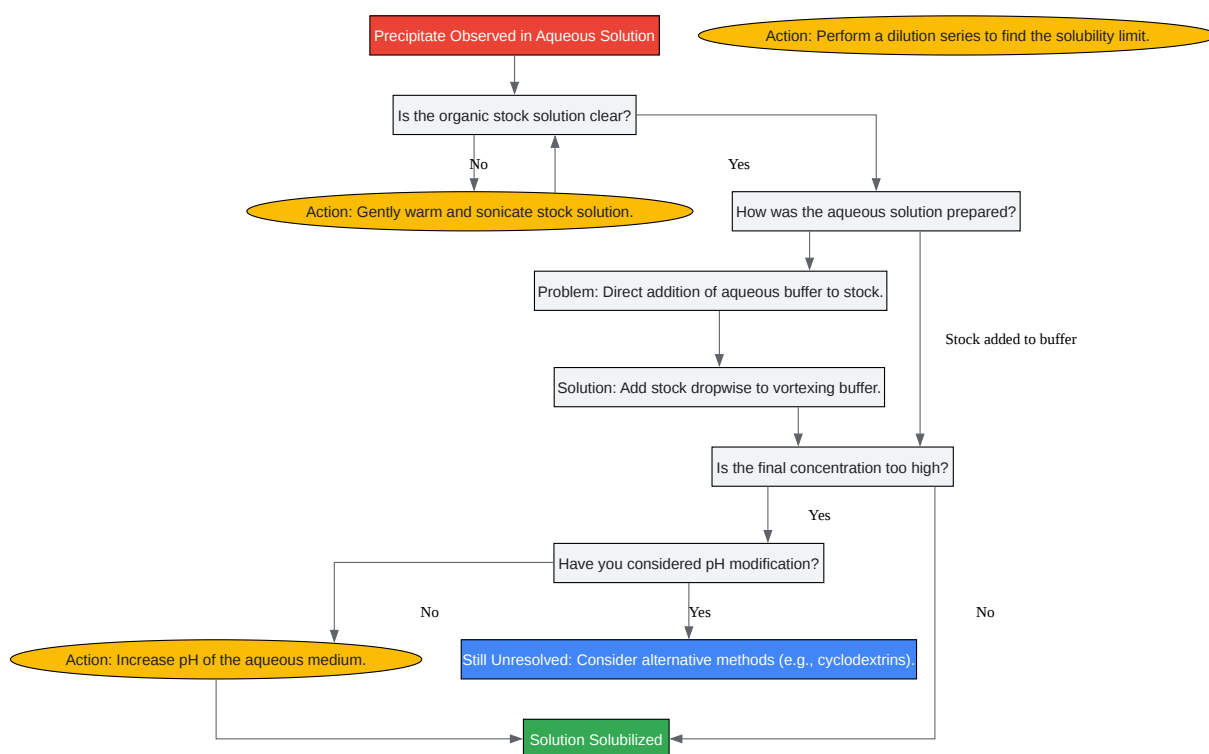 Precipitate Observed in Aqueous Solution
Action: Perform a dilution series to find the solubility limit.
Is the organic stock solution clear?
No
Yes
Action: Gently warm and sonicate stock solution.
How was the aqueous solution prepared?
Problem: Direct addition of aqueous buffer to stock.
Stock added to buffer
Solution: Add stock dropwise to vortexing buffer.
Is the final concentration too high?
Yes
Have you considered pH modification?
No
Yes
No
Action: Increase pH of the aqueous medium.
Still Unresolved: Consider alternative methods (e.g., cyclodextrins).
Solution Solubilized